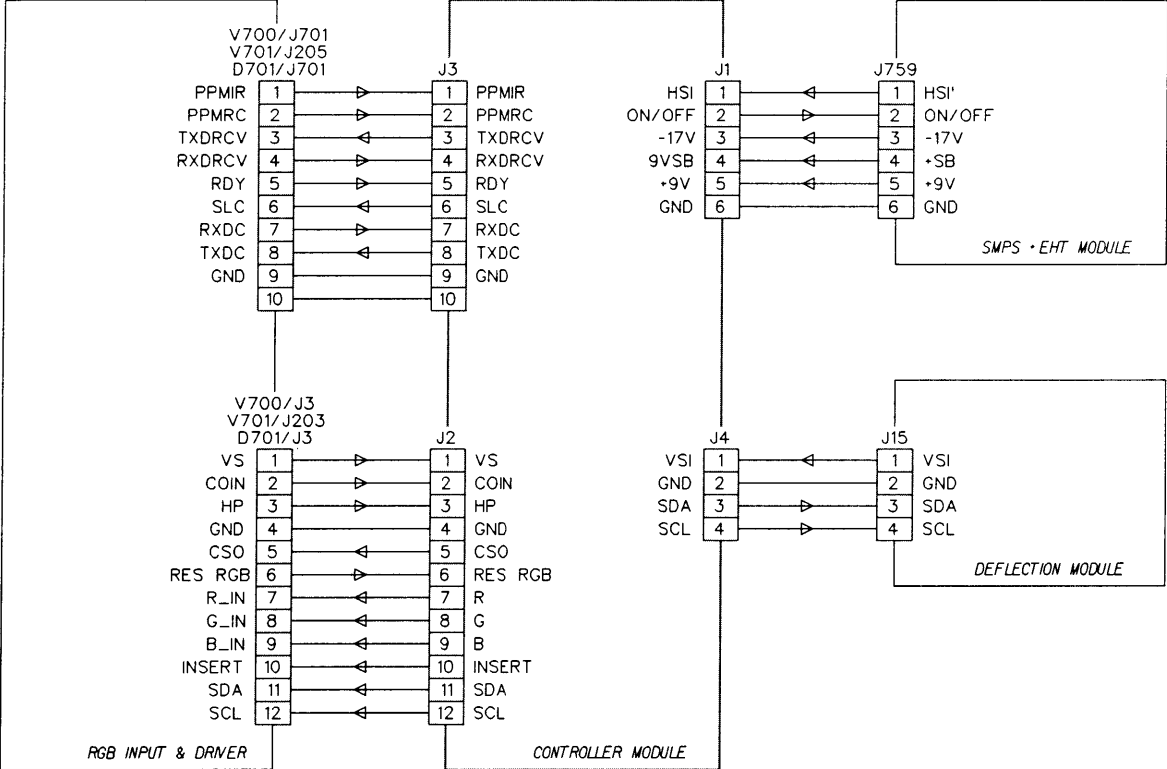 V700/J701
V701/J205
D701/J701 J3
PPMIR 1 1 PPMIR
PPMRC 2 2 PPMRC
TXDRCV 3 3 TXDRCV
RXDRCV 4 4 RXDRCV
RDY 5 5 RDY
SLC 6 6 SLC
RXDC 7 7 RXDC
TXDC 8 8 TXDC
GND 9 9 GND
10 10
J1 J759
HSI 1 1 HSI'
ON/OFF 2 2 ON/OFF
-17V 3 3 -17V
9VSB 4 4 +SB
+9V 5 5 +9V
GND 6 6 GND
SMPS + EHT MODULE
V700/J3
V701/J203
D701/J3 J2
VS 1 1 VS
COIN 2 2 COIN
HP 3 3 HP
GND 4 4 GND
CSO 5 5 CSO
RES RGB 6 6 RES RGB
R_IN 7 7 R
G_IN 8 8 G
B_IN 9 9 B
INSERT 10 10 INSERT
SDA 11 11 SDA
SCL 12 12 SCL
J4 J15
VSI 1 1 VSI
GND 2 2 GND
SDA 3 3 SDA
SCL 4 4 SCL
DEFLECTION MODULE
RGB INPUT & DRIVER
CONTROLLER MODULE